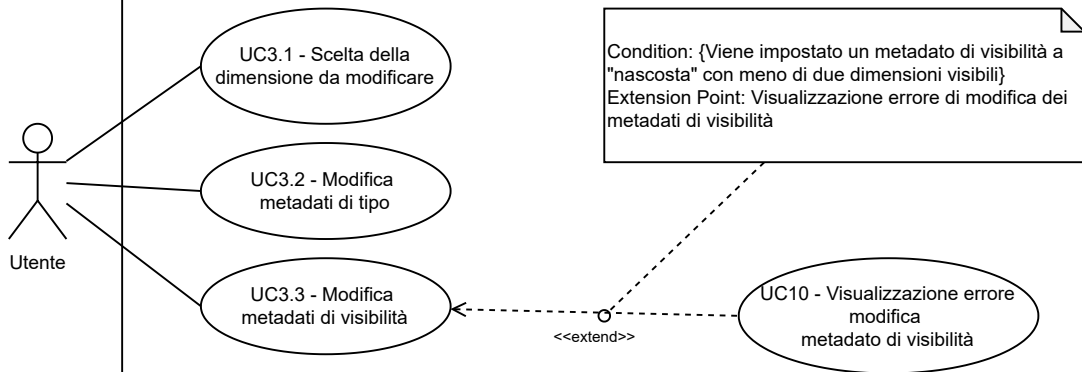 UC3.1 - Scelta della
dimensione da modificare
Condition: {Viene impostato un metadato di visibilità a
"nascosta" con meno di due dimensioni visibili}
Extension Point: Visualizzazione errore di modifica dei
metadati di visibilità
UC3.2 - Modifica
metadati di tipo
Utente
UC3.3 - Modifica
metadati di visibilità
<<extend>>
UC10 - Visualizzazione errore
modifica
metadato di visibilità